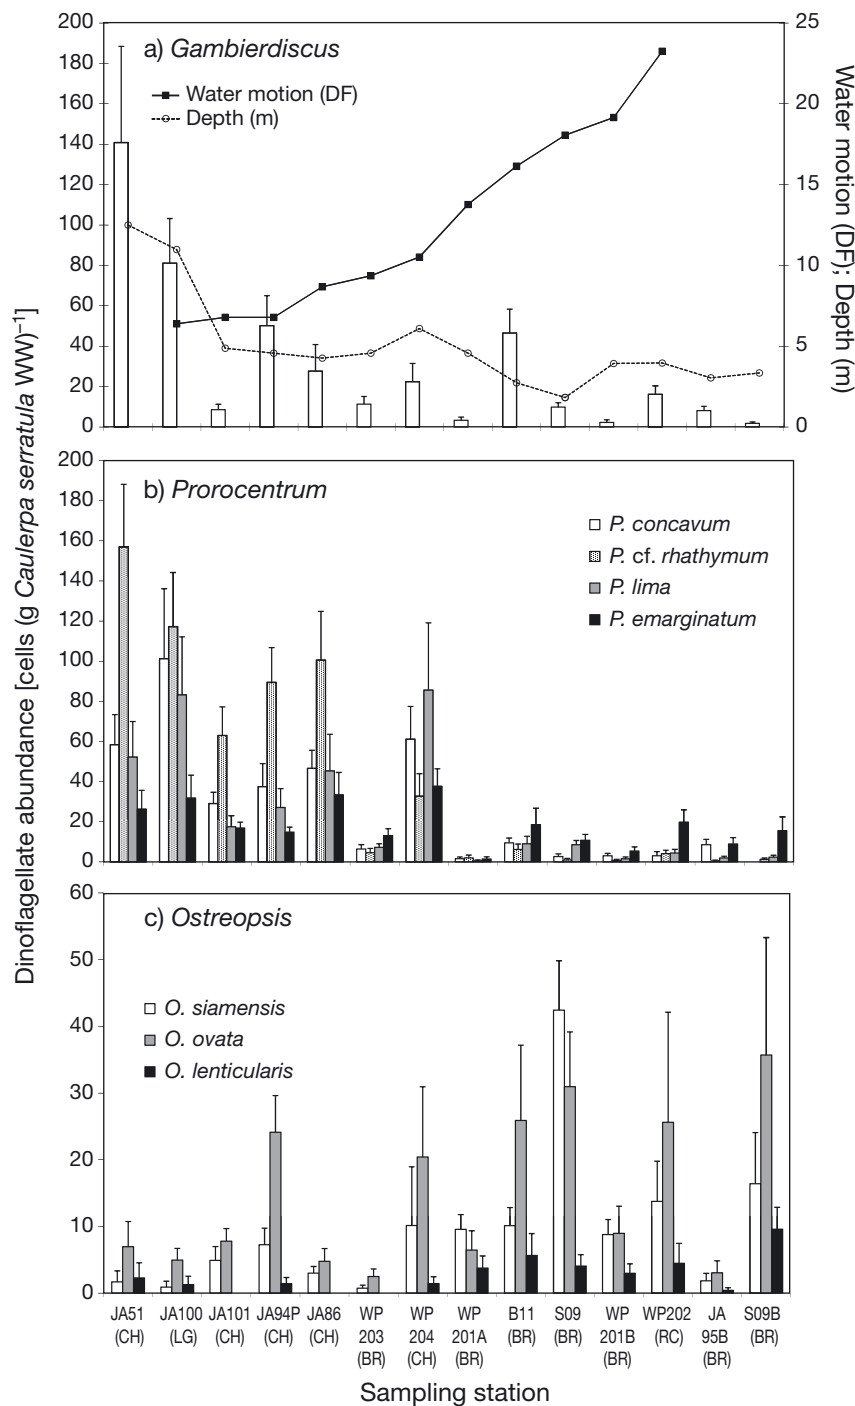 200
180
160
140
120
100
80
60
40
20
0
a) Gambierdiscus
Water motion (DF)
Depth (m)
25
20
15
10
5
0
Water motion (DF); Depth (m)
Dinoflagellate abundance [cells (g Caulerpa serratula WW)⁻¹]
200
180
160
140
120
100
80
60
40
20
0
b) Prorocentrum
P. concavum
P. cf. rhathymum
P. lima
P. emarginatum
60
50
40
30
20
10
0
c) Ostreopsis
O. siamensis
O. ovata
O. lenticularis
JA51
(CH)
JA100
(LG)
JA101
(CH)
JA94P
(CH)
JA86
(CH)
WP
203
(BR)
WP
204
(CH)
WP
201A
(BR)
B11
(BR)
S09
(BR)
WP
201B
(BR)
WP202
(RC)
JA
95B
(BR)
S09B
(BR)
Sampling station